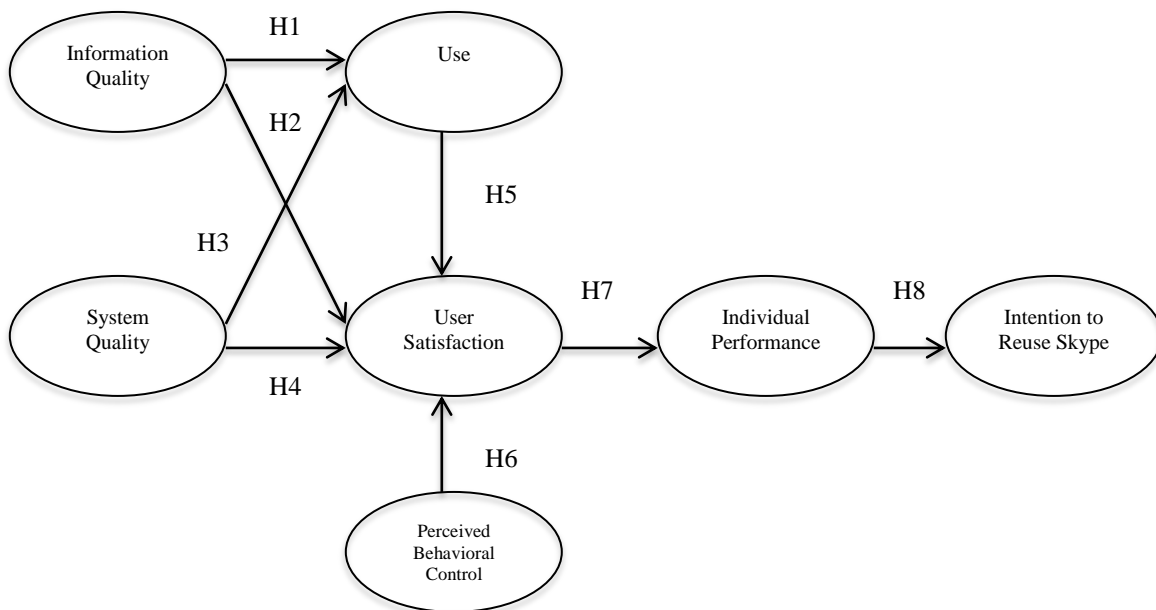 H1
Information
Quality
Use
H2
H5
H3
System
Quality
User
Satisfaction
H7
Individual
Performance
H8
Intention to
Reuse Skype
H4
H6
Perceived
Behavioral
Control